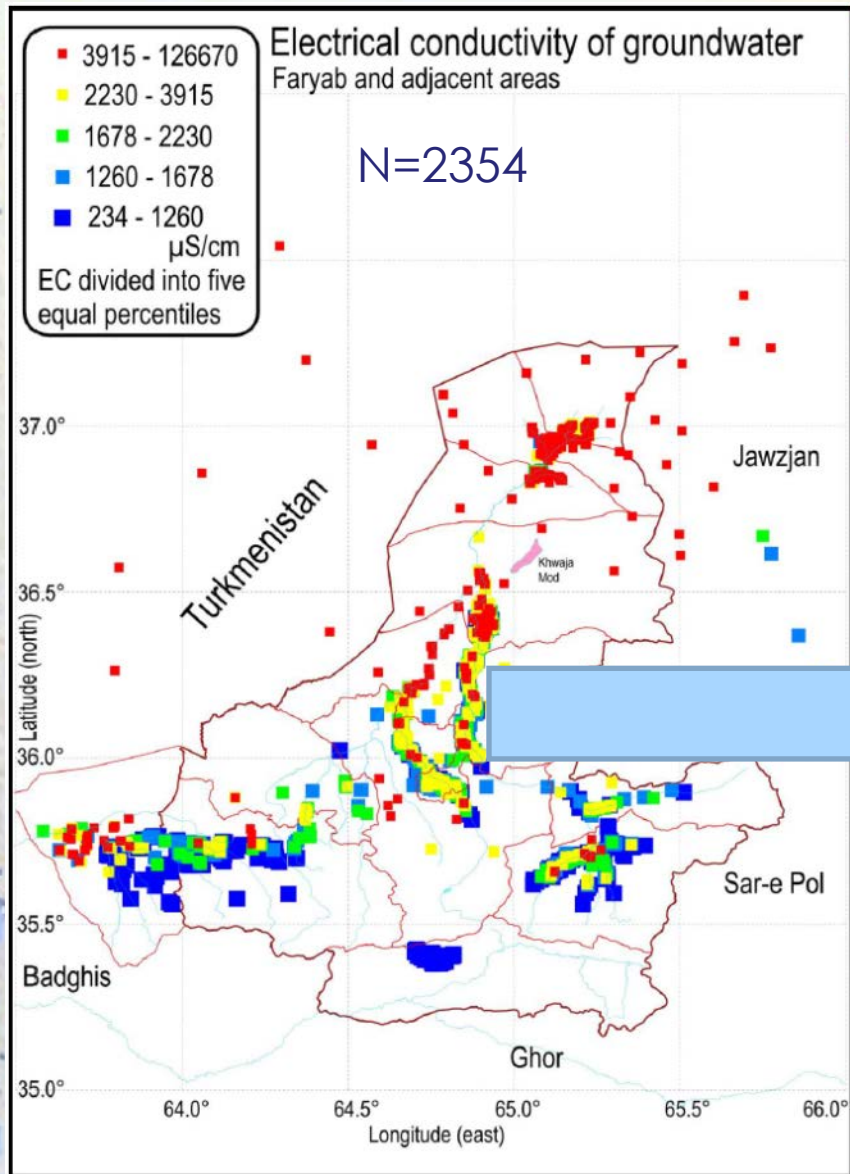 Electrical conductivity of groundwater
Faryab and adjacent areas
3915 - 126670
2230 - 3915
1678 - 2230
1260 - 1678
234 - 1260
µS/cm
EC divided into five
equal percentiles
N=2354
37.0°
Jawzjan
Turkmenistan
Khwaja
Mod
36.5°
Latitude (north)
36.0°
Sar-e Pol
35.5°
Badghis
Ghor
35.0°
64.0°
64.5°
65.0°
65.5°
66.0°
Longitude (east)